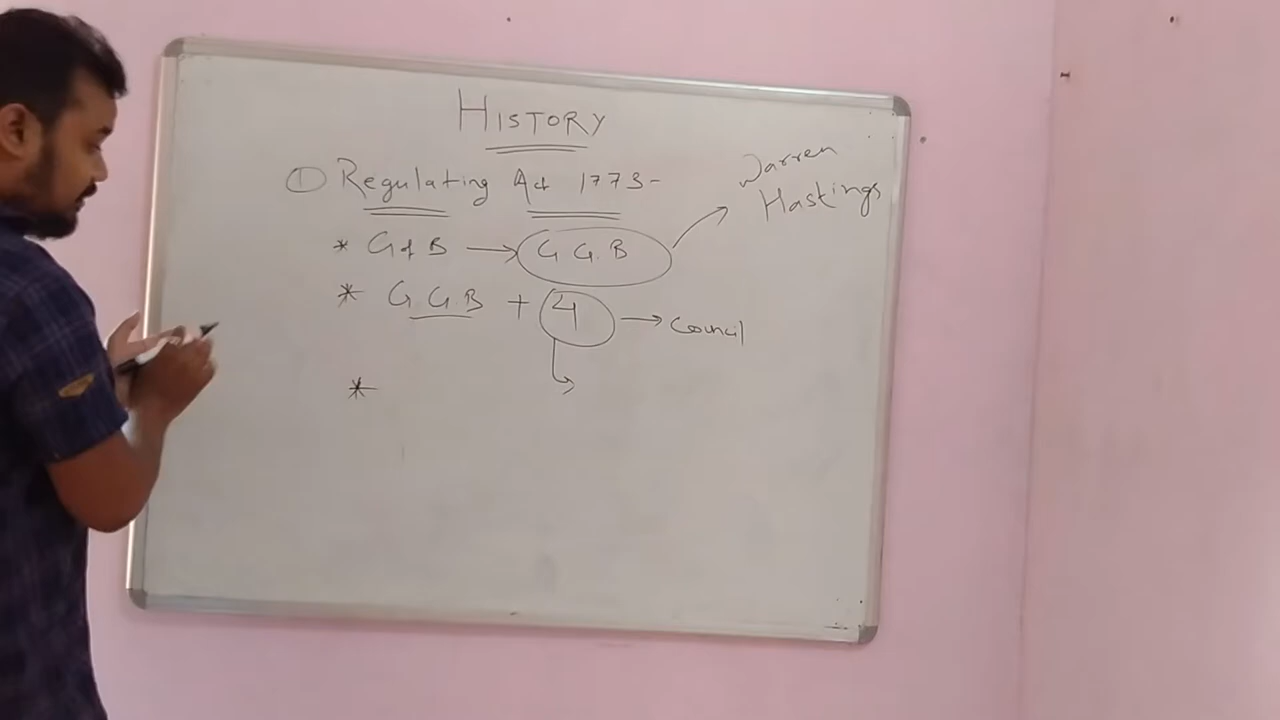 HISTORY
① Regulating Act 1773-
Warren
Hastings
* G of B → G G.B
* G G B + 4 → Council
*